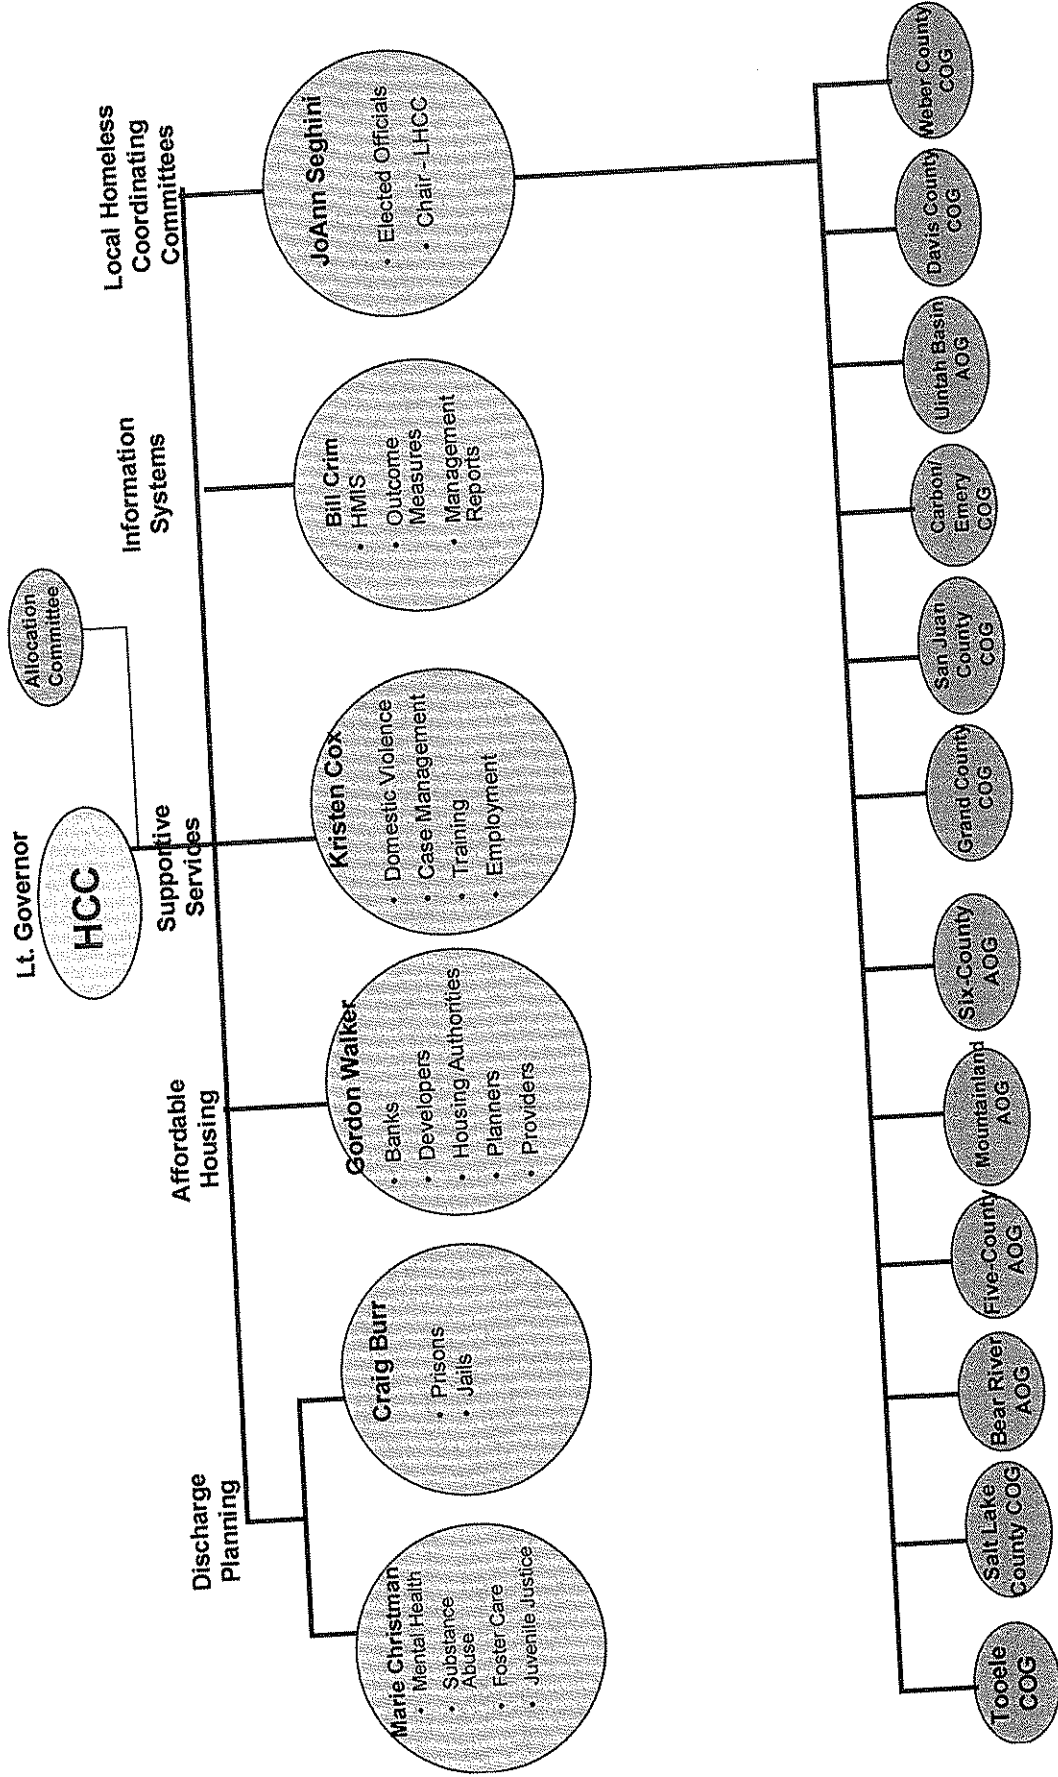 Lt. Governor
HCC
Allocation
Committee
Discharge
Planning
Affordable
Housing
Supportive
Services
Information
Systems
Local Homeless
Coordinating
Committees
Marie Christman
• Mental Health
• Substance
Abuse
• Foster Care
• Juvenile Justice
Craig Burr
• Prisons
• Jails
Gordon Walker
• Banks
• Developers
• Housing Authorities
• Planners
• Providers
Kristen Cox
• Domestic Violence
• Case Management
• Training
• Employment
Bill Crim
• HMIS
• Outcome
Measures
• Management
Reports
JoAnn Seghini
• Elected Officials
• Chair - LHCC
Tooele
COG
Salt Lake
County COG
Bear River
AOG
Five-County
AOG
Mountainland
AOG
Six-County
AOG
Grand County
COG
San Juan
County
COG
Carbon/
Emery
COG
Uintah Basin
AOG
Davis County
COG
Weber County
COG